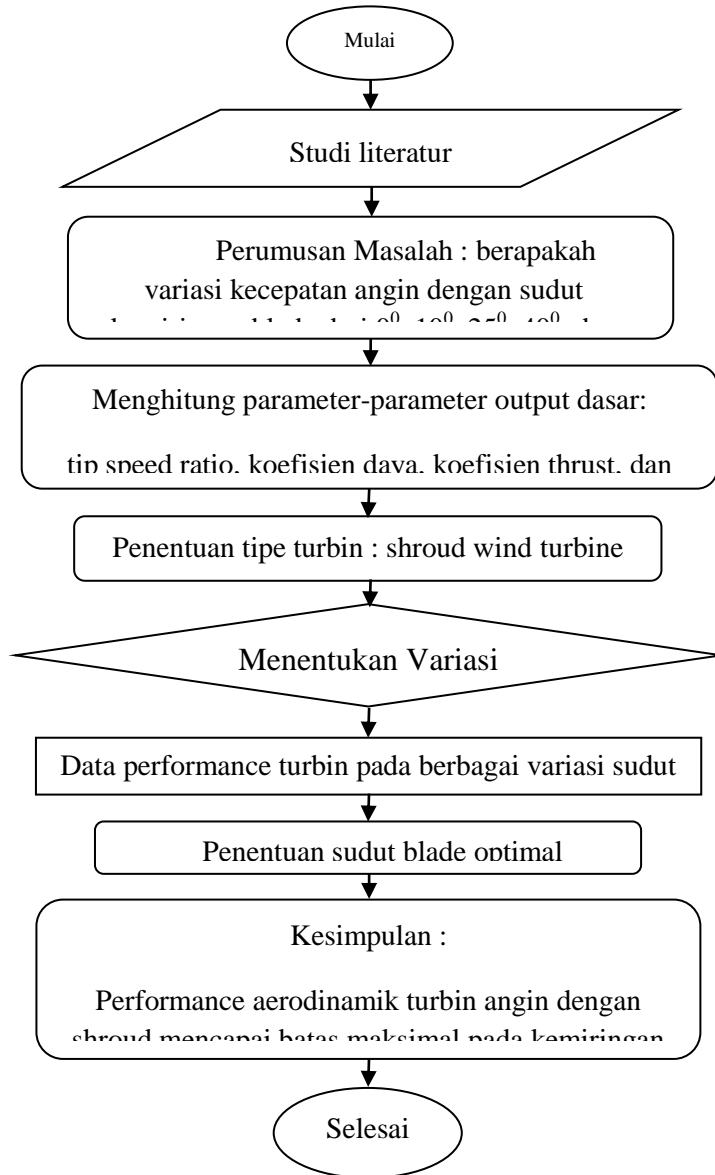 Mulai
Studi literatur
Perumusan Masalah : berapakah
variasi kecepatan angin dengan sudut
Menghitung parameter-parameter output dasar:
tip speed ratio, koefisien daya, koefisien thrust, dan
Penentuan tipe turbin : shroud wind turbine
Menentukan Variasi
Data performance turbin pada berbagai variasi sudut
Penentuan sudut blade optimal
Kesimpulan :
Performance aerodinamik turbin angin dengan
shroud mencapai batas maksimal pada kemiringan
Selesai